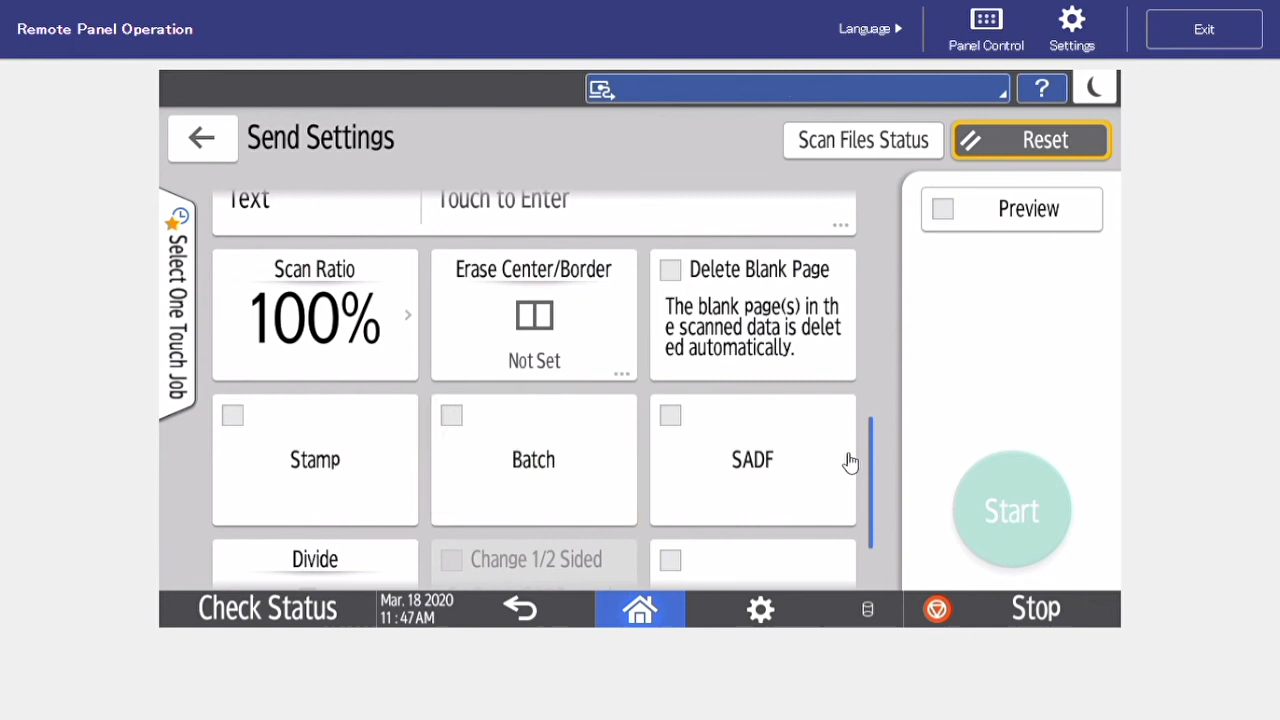 Remote Panel Operation
Language
Panel Control
Settings
Exit
?
Send Settings
Scan Files Status
Reset
Select One Touch Job
Text
Touch to Enter
Preview
Scan Ratio
100%
Erase Center/Border
Not Set
Delete Blank Page
The blank page(s) in th
e scanned data is delet
ed automatically.
Stamp
Batch
SADF
Start
Divide
Change 1/2 Sided
Check Status
Mar. 18 2020
11:47AM
Stop